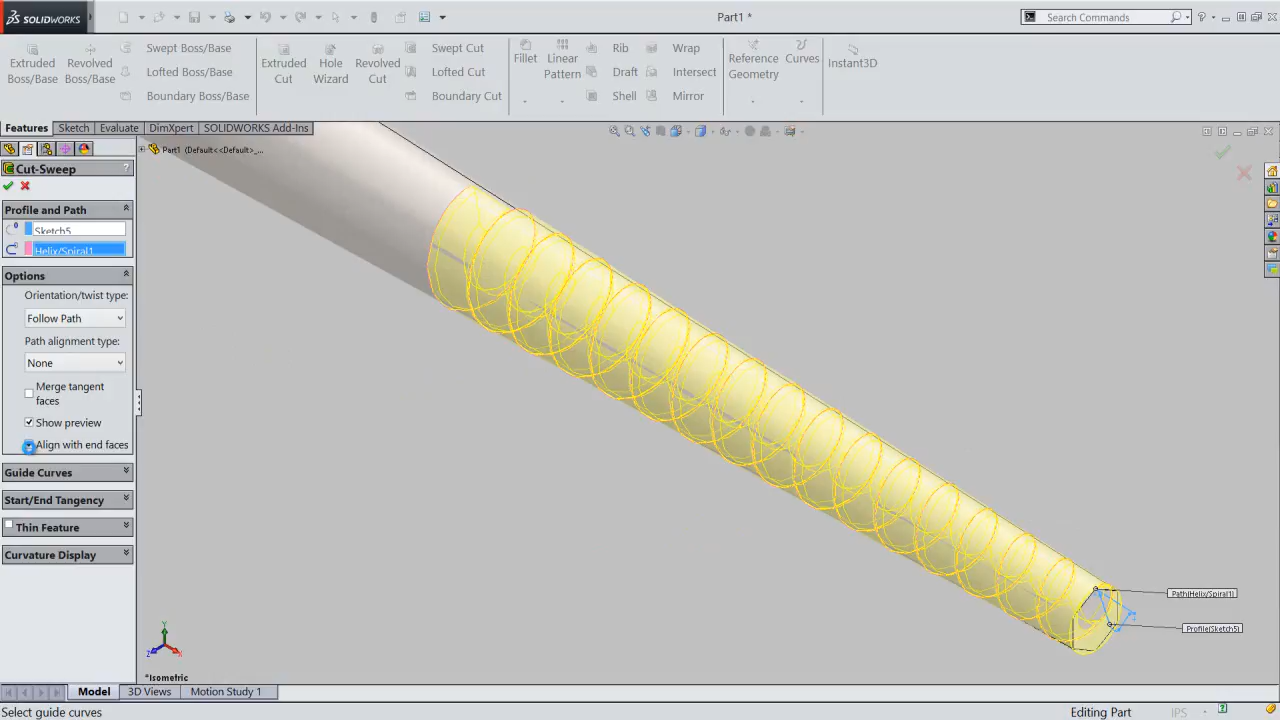 SOLIDWORKS
Part1 *
Search Commands
Extruded Boss/Base
Revolved Boss/Base
Swept Boss/Base
Lofted Boss/Base
Boundary Boss/Base
Extruded Cut
Hole Wizard
Revolved Cut
Swept Cut
Lofted Cut
Boundary Cut
Fillet
Linear Pattern
Rib
Draft
Shell
Wrap
Intersect
Mirror
Reference Geometry
Curves
Instant3D
Features
Sketch
Evaluate
DimXpert
SOLIDWORKS Add-Ins
Part1 (Default<<Default>_...
Cut-Sweep
?
Profile and Path
Sketch5
Helix/Spiral1
Options
Orientation/twist type:
Follow Path
Path alignment type:
None
Merge tangent
faces
Show preview
Align with end faces
Guide Curves
Start/End Tangency
Thin Feature
Curvature Display
Path(Helix/Spiral1)
Profile(Sketch5)
Y
Z
X
*Isometric
Model
3D Views
Motion Study 1
Select guide curves
Editing Part
IPS